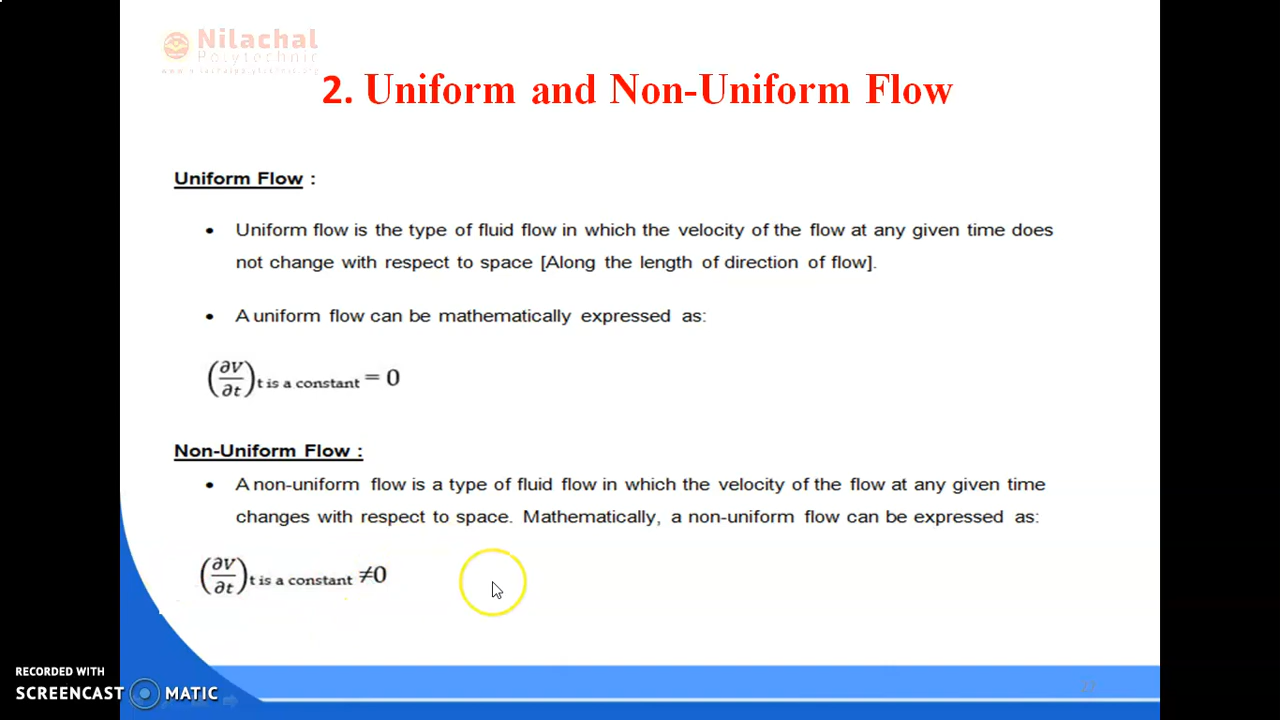 Nilachal
Polytechnic
2. Uniform and Non-Uniform Flow
Uniform Flow :
• Uniform flow is the type of fluid flow in which the velocity of the flow at any given time does
not change with respect to space [Along the length of direction of flow].
• A uniform flow can be mathematically expressed as:
(∂V/∂t) t is a constant = 0
Non-Uniform Flow :
• A non-uniform flow is a type of fluid flow in which the velocity of the flow at any given time
changes with respect to space. Mathematically, a non-uniform flow can be expressed as:
(∂V/∂t) t is a constant ≠0
RECORDED WITH
SCREENCAST MATIC